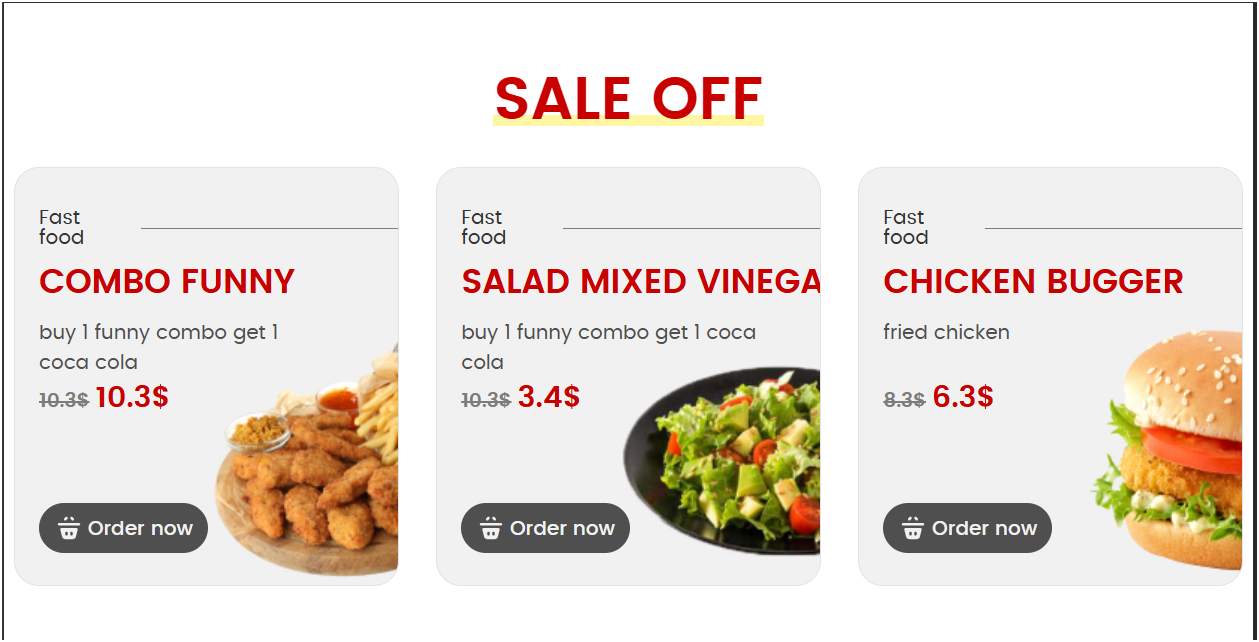 SALE OFF
Fast
food
COMBO FUNNY
buy 1 funny combo get 1
coca cola
10.3$ 10.3$
Order now
Fast
food
SALAD MIXED VINEGA
buy 1 funny combo get 1 coca
cola
10.3$ 3.4$
Order now
Fast
food
CHICKEN BUGGER
fried chicken
8.3$ 6.3$
Order now